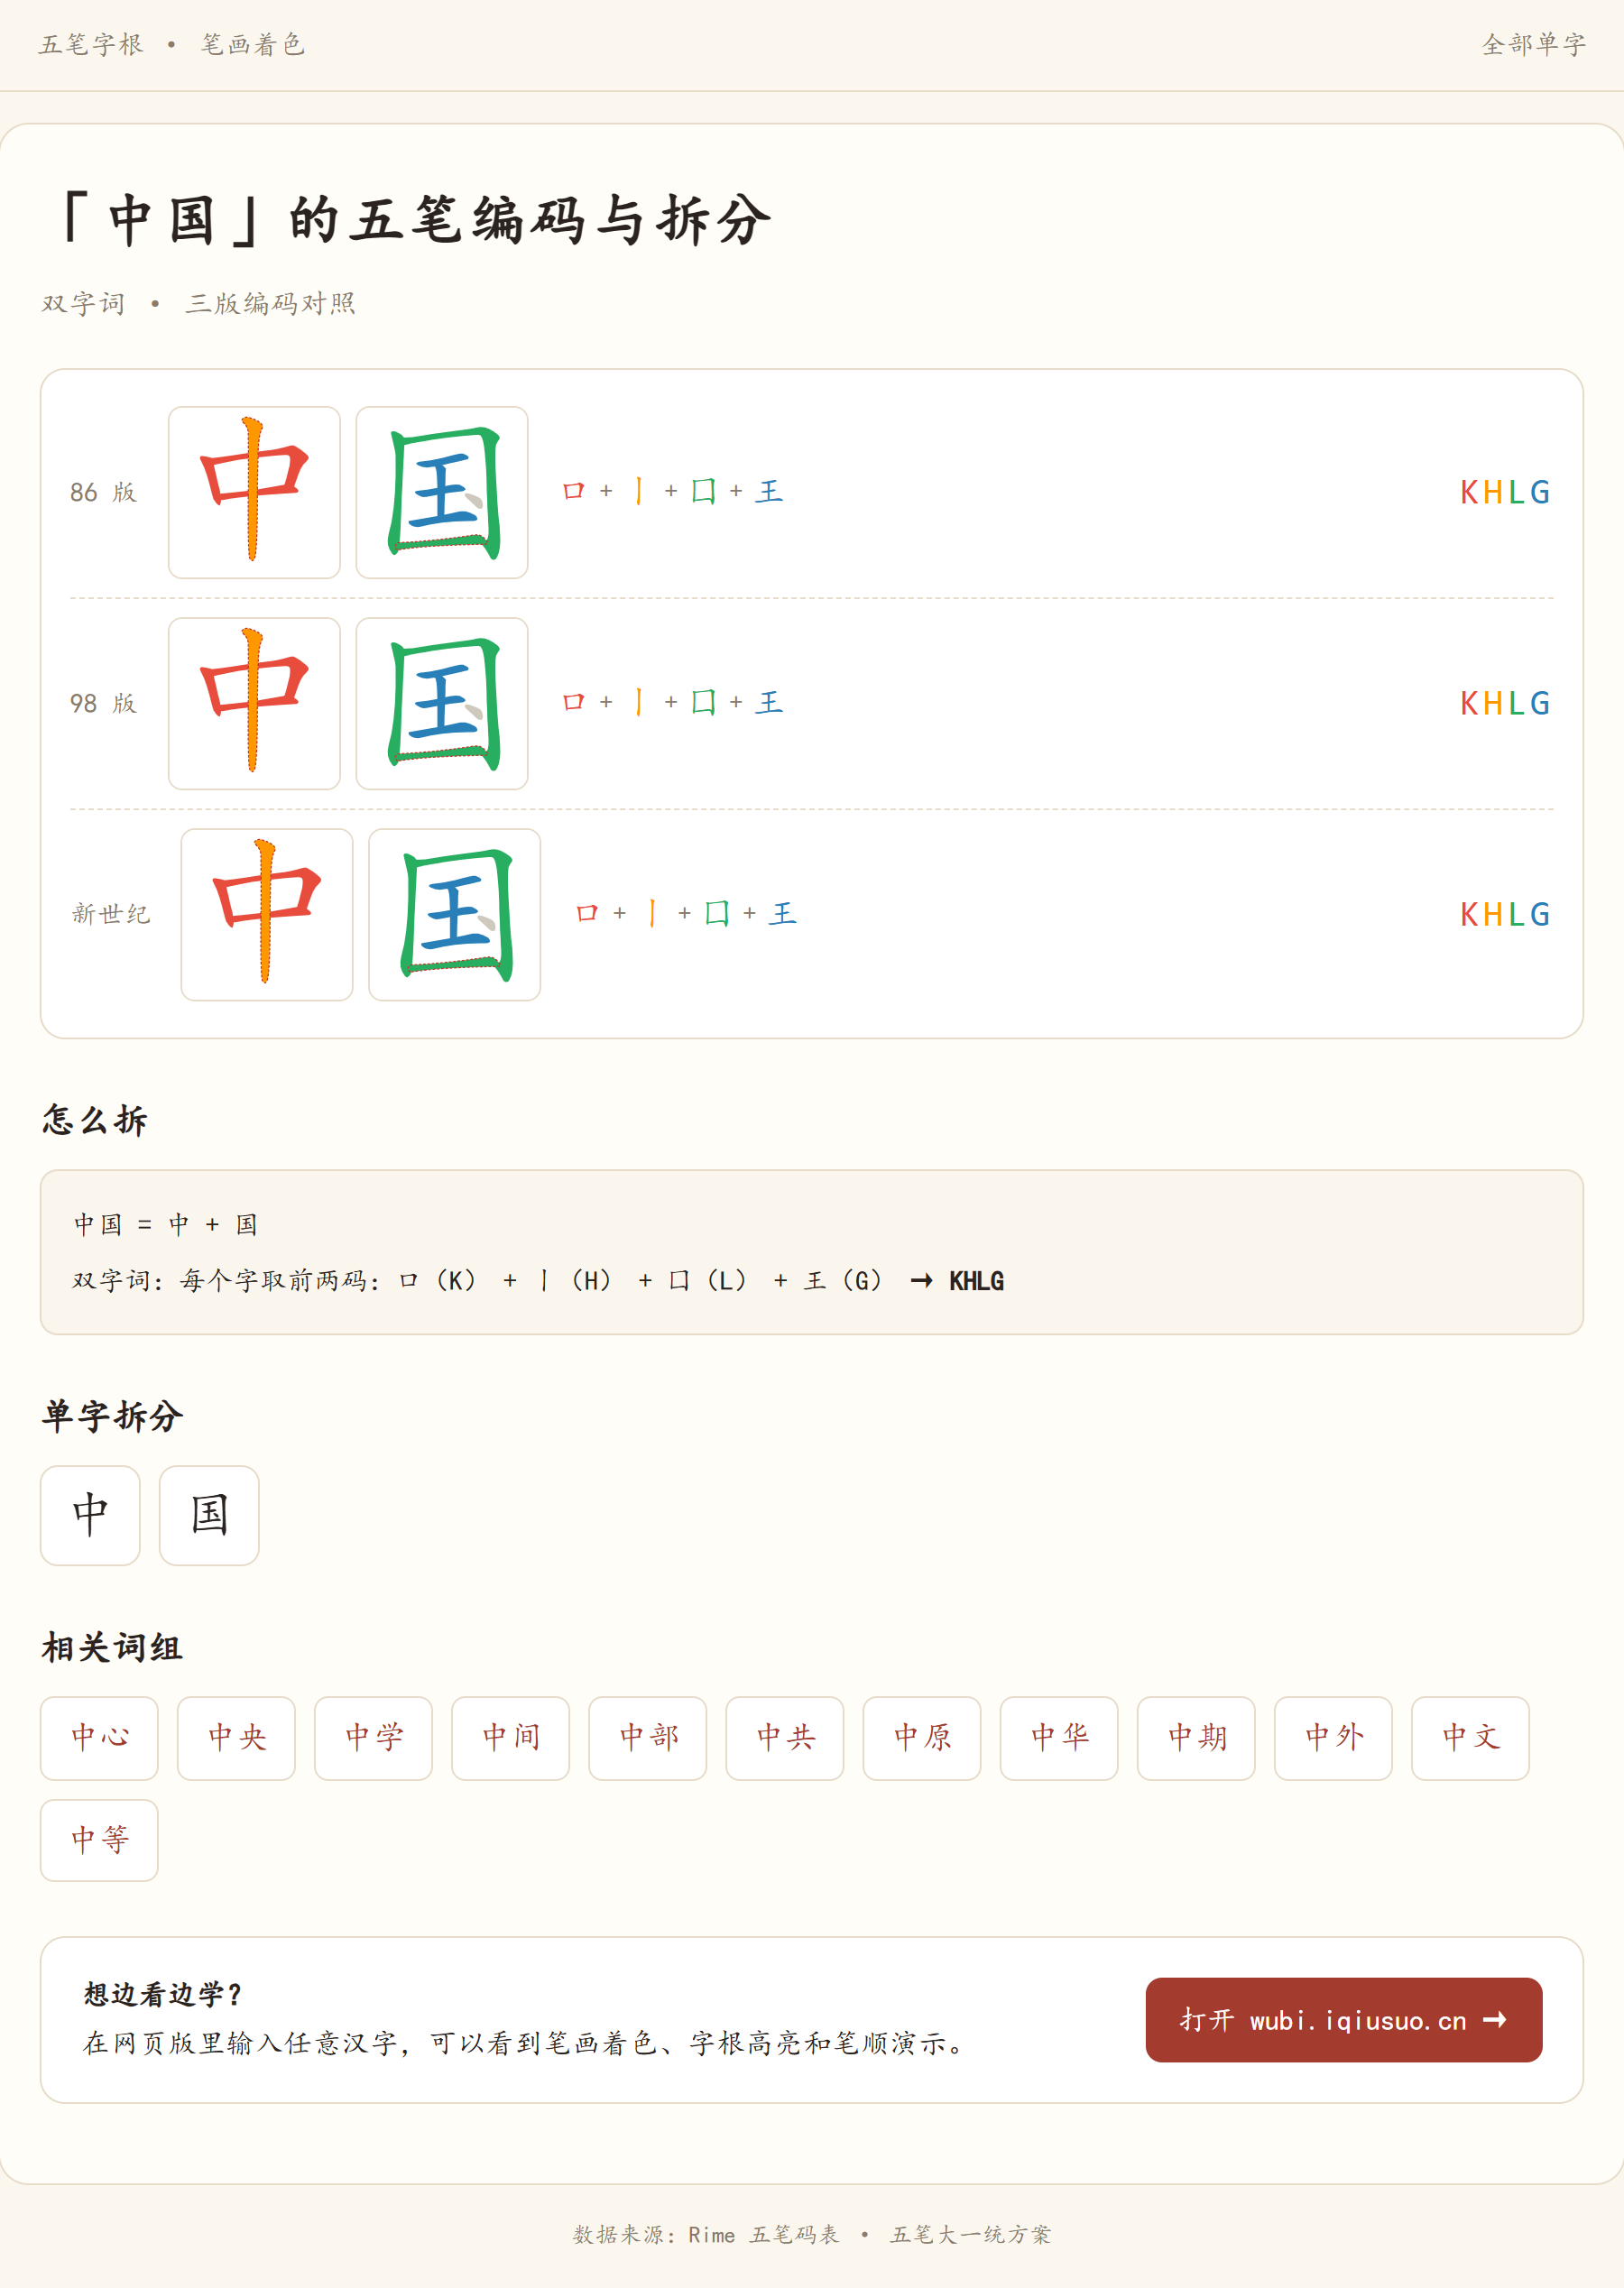 五笔字根 • 笔画着色
全部单字
「中国」的五笔编码与拆分
双字词 • 三版编码对照
86 版 中 国 口 + 丨 + 囗 + 王 KHLG
98 版 中 国 口 + 丨 + 囗 + 王 KHLG
新世纪 中 国 口 + 丨 + 囗 + 王 KHLG
怎么拆
中国 = 中 + 国
双字词：每个字取前两码：口（K） + 丨（H） + 囗（L） + 王（G） → KHLG
单字拆分
中 国
相关词组
中心 中央 中学 中间 中部 中共 中原 中华 中期 中外 中文
中等
想边看边学？
在网页版里输入任意汉字，可以看到笔画着色、字根高亮和笔顺演示。
打开 wubi.iqiusuo.cn →
数据来源：Rime 五笔码表 • 五笔大一统方案